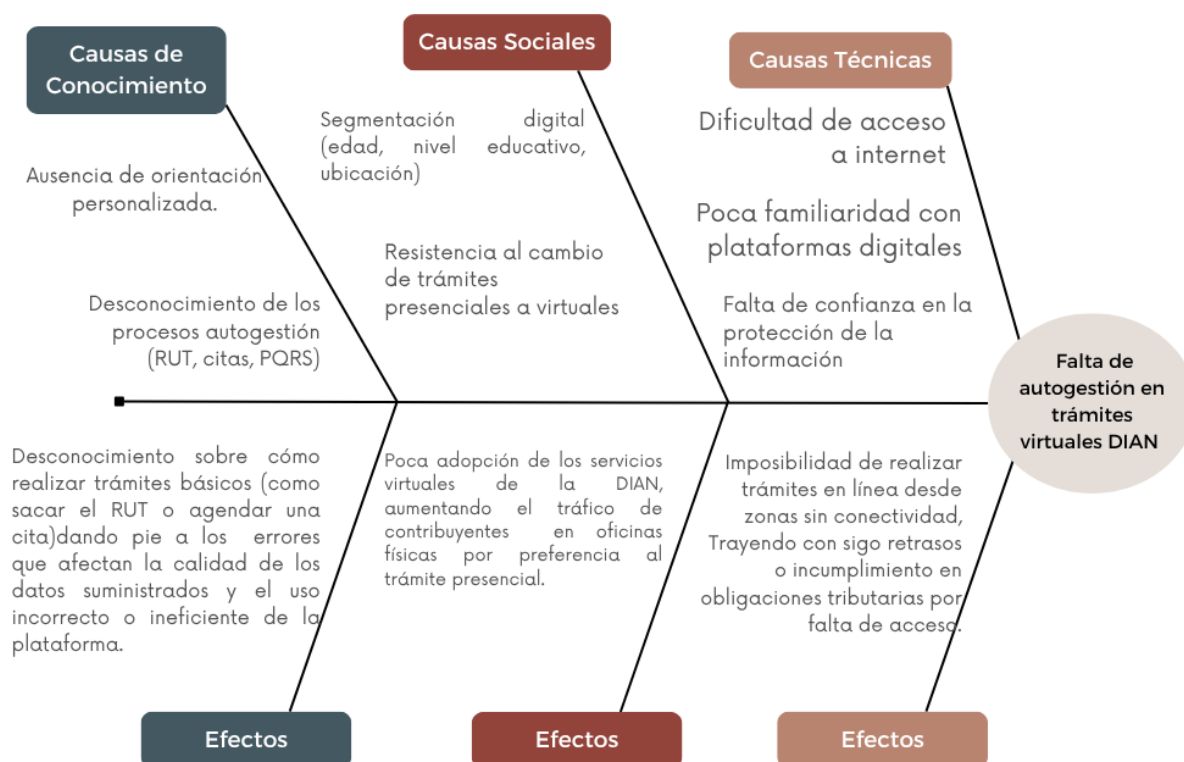 Causas de
Conocimiento
Causas Sociales
Causas Técnicas
Ausencia de orientación
personalizada.
Desconocimiento de los
procesos autogestión
(RUT, citas, PQRS)
Segmentación digital
(edad, nivel educativo,
ubicación)
Resistencia al cambio
de trámites
presenciales a virtuales
Dificultad de acceso
a internet
Poca familiaridad con
plataformas digitales
Falta de confianza en la
protección de la
información
Falta de
autogestión en
trámites
virtuales DIAN
Desconocimiento sobre cómo
realizar trámites básicos (como
sacar el RUT o agendar una
cita)dando pie a los errores
que afectan la calidad de los
datos suministrados y el uso
incorrecto o ineficiente de la
plataforma.
Poca adopción de los servicios
virtuales de la DIAN,
aumentando el tráfico de
contribuyentes en oficinas
físicas por preferencia al
trámite presencial.
Imposibilidad de realizar
trámites en línea desde
zonas sin conectividad,
Trayendo con sigo retrasos
o incumplimiento en
obligaciones tributarias por
falta de acceso.
Efectos
Efectos
Efectos